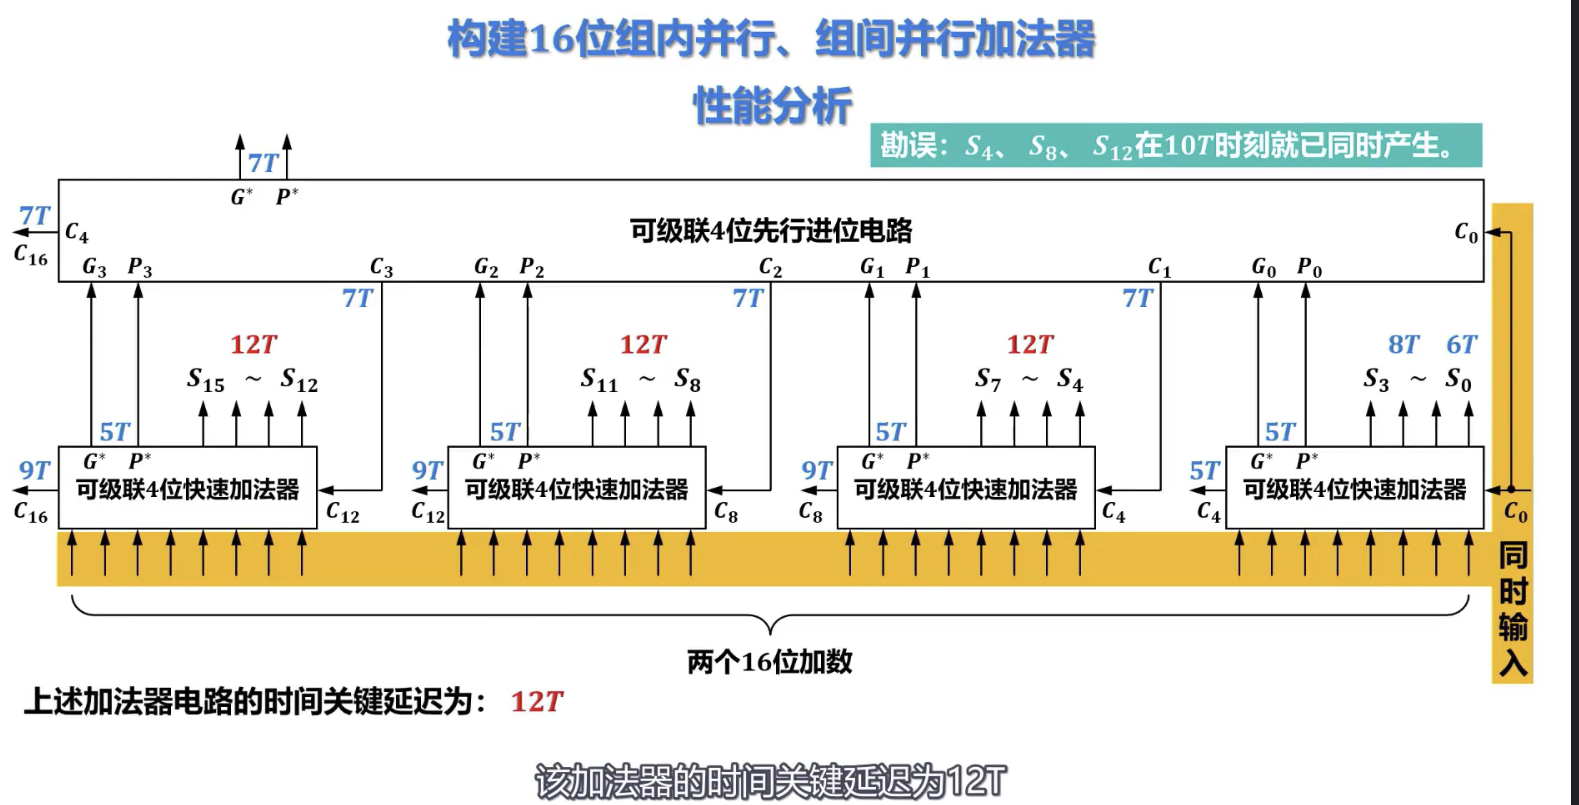 构建16位组内并行、组间并行加法器
性能分析
勘误：S₄、 S₈、 S₁₂在10T时刻就已同时产生。
7T
G* P*
7T
C₄ 可级联4位先行进位电路 C₀
C₁₆
G₃ P₃ C₃ G₂ P₂ C₂ G₁ P₁ C₁ G₀ P₀
7T 7T 7T
12T 12T 12T 8T 6T
S₁₅ ~ S₁₂ S₁₁ ~ S₈ S₇ ~ S₄ S₃ ~ S₀
5T 5T 5T 5T
G* P* G* P* G* P* G* P*
9T 可级联4位快速加法器 9T 可级联4位快速加法器 9T 可级联4位快速加法器 5T 可级联4位快速加法器
C₁₆ C₁₂ C₁₂ C₈ C₈ C₄ C₄ C₀
同时输入
两个16位加数
上述加法器电路的时间关键延迟为： 12T
该加法器的时间关键延迟为12T